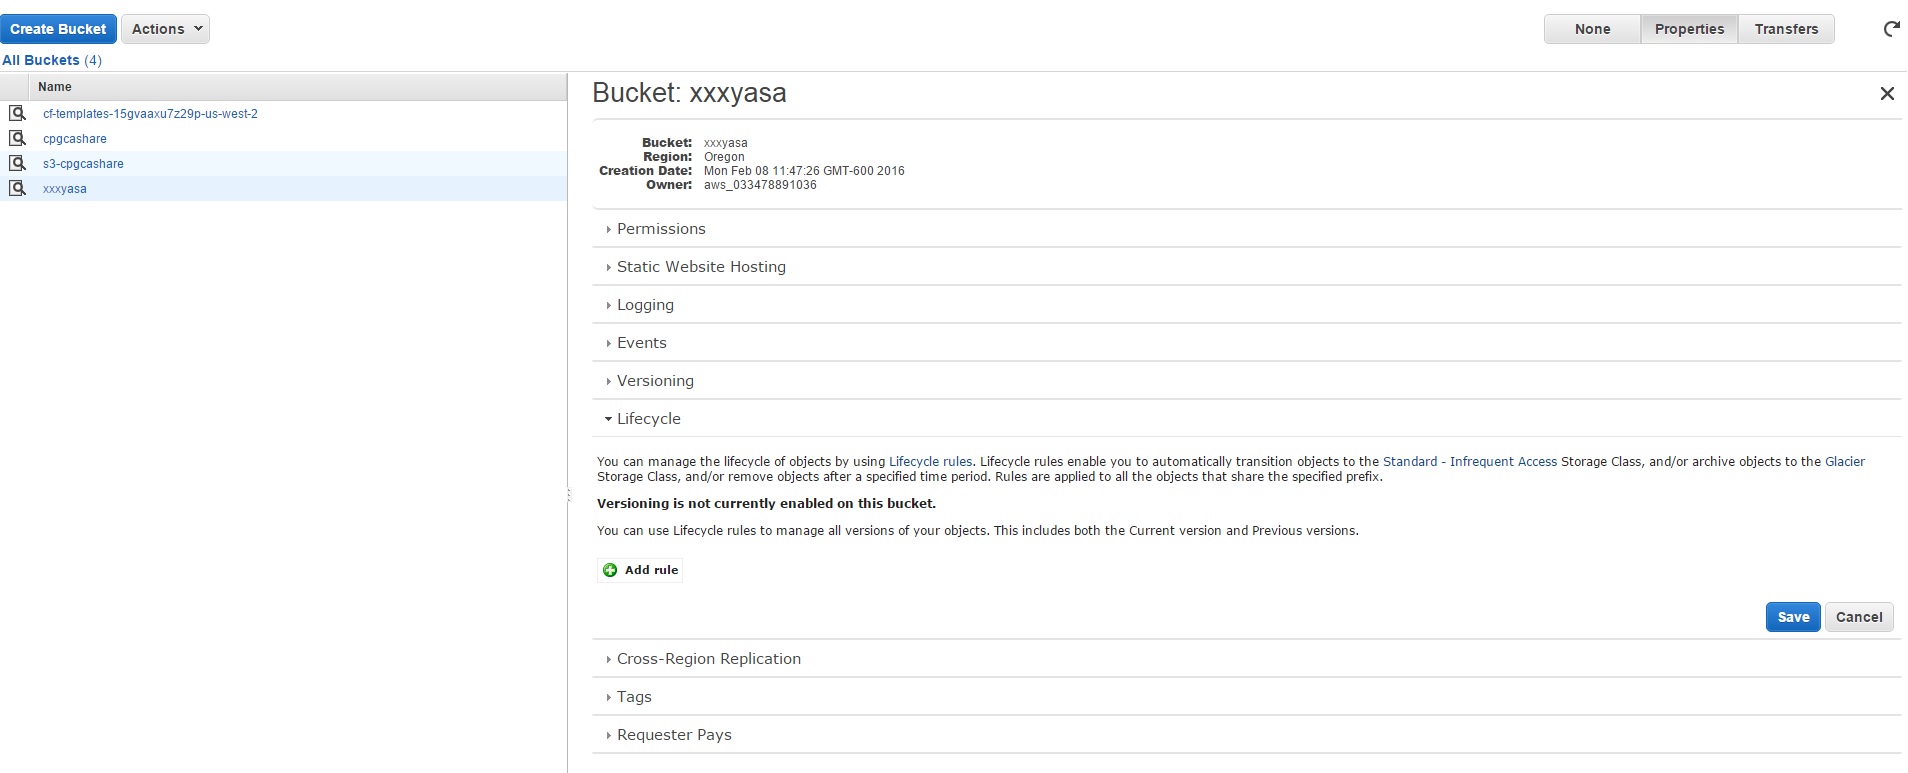 Create Bucket
Actions
None
Properties
Transfers
All Buckets (4)
Name
cf-templates-15gvaaxu7z29p-us-west-2
cpgcashare
s3-cpgcashare
xxxyasa
Bucket: xxxyasa
Bucket: xxxyasa
Region: Oregon
Creation Date: Mon Feb 08 11:47:26 GMT-600 2016
Owner: aws_033478891036
Permissions
Static Website Hosting
Logging
Events
Versioning
Lifecycle
You can manage the lifecycle of objects by using Lifecycle rules. Lifecycle rules enable you to automatically transition objects to the Standard - Infrequent Access Storage Class, and/or archive objects to the Glacier
Storage Class, and/or remove objects after a specified time period. Rules are applied to all the objects that share the specified prefix.
Versioning is not currently enabled on this bucket.
You can use Lifecycle rules to manage all versions of your objects. This includes both the Current version and Previous versions.
Add rule
Save
Cancel
Cross-Region Replication
Tags
Requester Pays